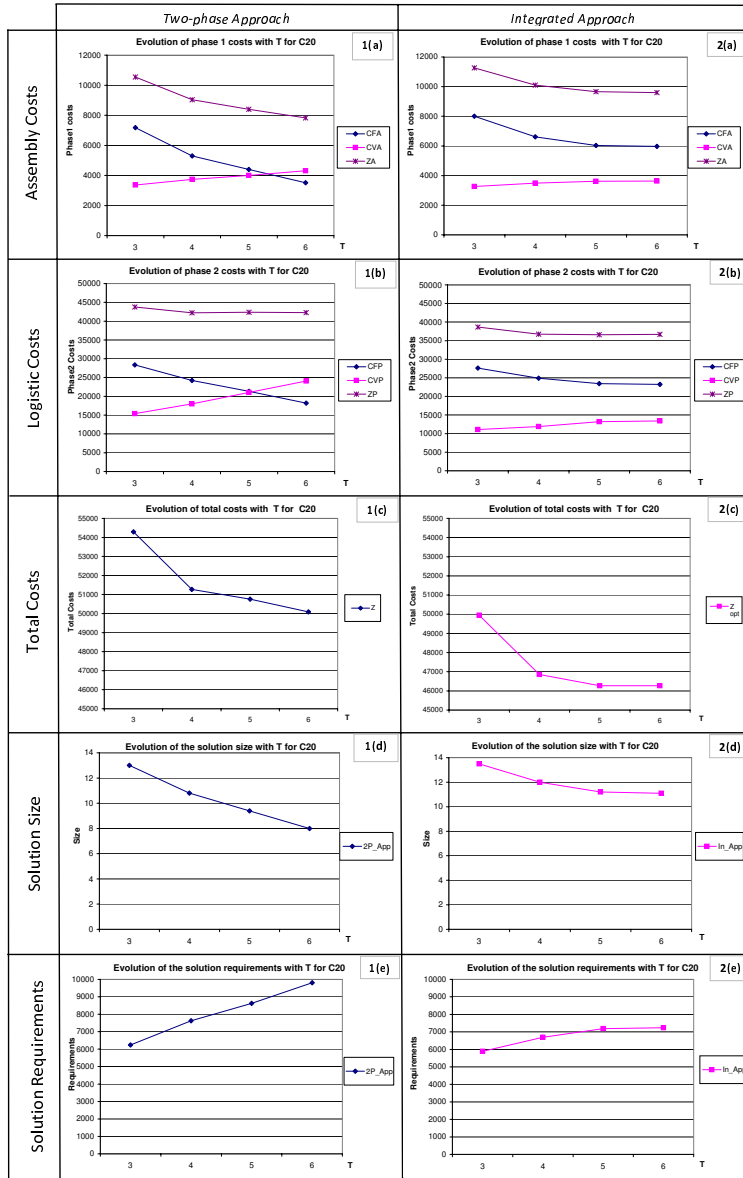 Two-phase Approach
Integrated Approach
Assembly Costs
Evolution of phase 1 costs with T for C20
1(a)
Phase1 costs
12000
10000
8000
6000
4000
2000
0
3 4 5 6 T
CFA
CVA
ZA
Evolution of phase 1 costs with T for C20
2(a)
Phase1 costs
12000
10000
8000
6000
4000
2000
0
3 4 5 6 T
CFA
CVA
ZA
Logistic Costs
Evolution of phase 2 costs with T for C20
1(b)
Phase2 Costs
50000
45000
40000
35000
30000
25000
20000
15000
10000
5000
0
3 4 5 6 T
CFP
CVP
ZP
Evolution of phase 2 costs with T for C20
2(b)
Phase2 Costs
50000
45000
40000
35000
30000
25000
20000
15000
10000
5000
0
3 4 5 6 T
CFP
CVP
ZP
Total Costs
Evolution of total costs with T for C20
1(c)
Total Costs
55000
54000
53000
52000
51000
50000
49000
48000
47000
46000
45000
3 4 5 6 T
Z
Evolution of total costs with T for C20
2(c)
Total Costs
55000
54000
53000
52000
51000
50000
49000
48000
47000
46000
45000
3 4 5 6 T
Z
opt
Solution Size
Evolution of the solution size with T for C20
1(d)
Size
14
12
10
8
6
4
2
0
3 4 5 6 T
2P_App
Evolution of the solution size with T for C20
2(d)
Size
14
12
10
8
6
4
2
0
3 4 5 6 T
In_App
Solution Requirements
Evolution of the solution requirements with T for C20
1(e)
Requirements
10000
9000
8000
7000
6000
5000
4000
3000
2000
1000
0
3 4 5 6 T
2P_App
Evolution of the solution requirements with T for C20
2(e)
Requirements
10000
9000
8000
7000
6000
5000
4000
3000
2000
1000
0
3 4 5 6 T
In_App